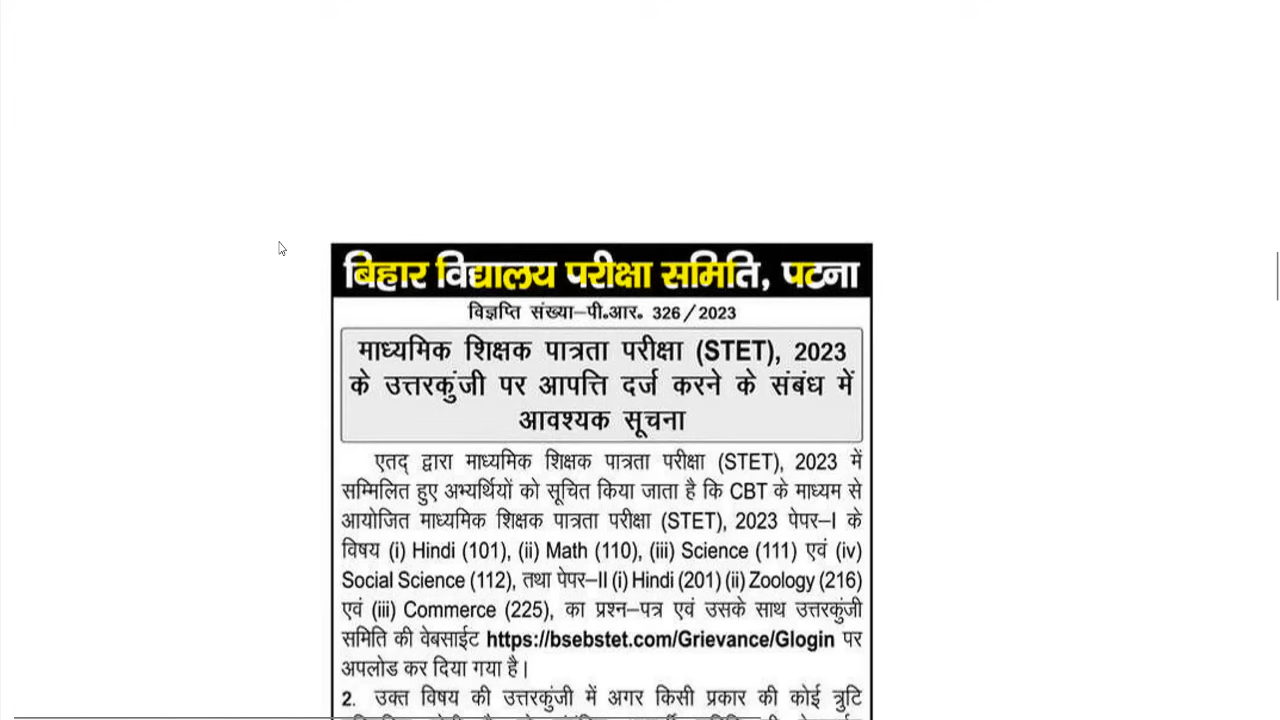 बिहार विद्यालय परीक्षा समिति, पटना
विज्ञप्ति संख्या–पी॰आर॰ 326/2023
माध्यमिक शिक्षक पात्रता परीक्षा (STET), 2023
के उत्तरकुंजी पर आपत्ति दर्ज करने के संबंध में
आवश्यक सूचना
एतद् द्वारा माध्यमिक शिक्षक पात्रता परीक्षा (STET), 2023 में
सम्मिलित हुए अभ्यर्थियों को सूचित किया जाता है कि CBT के माध्यम से
आयोजित माध्यमिक शिक्षक पात्रता परीक्षा (STET), 2023 पेपर–I के
विषय (i) Hindi (101), (ii) Math (110), (iii) Science (111) एवं (iv)
Social Science (112), तथा पेपर–II (i) Hindi (201) (ii) Zoology (216)
एवं (iii) Commerce (225), का प्रश्न–पत्र एवं उसके साथ उत्तरकुंजी
समिति की वेबसाईट https://bsebstet.com/Grievance/Glogin पर
अपलोड कर दिया गया है।
2. उक्त विषय की उत्तरकुंजी में अगर किसी प्रकार की कोई त्रुटि